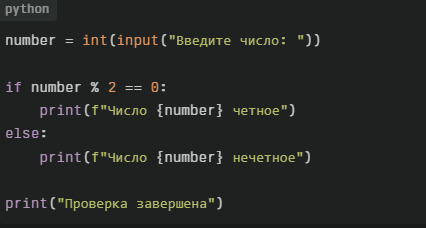 python
number = int(input("Введите число: "))
if number % 2 == 0:
    print(f"Число {number} четное")
else:
    print(f"Число {number} нечетное")
print("Проверка завершена")